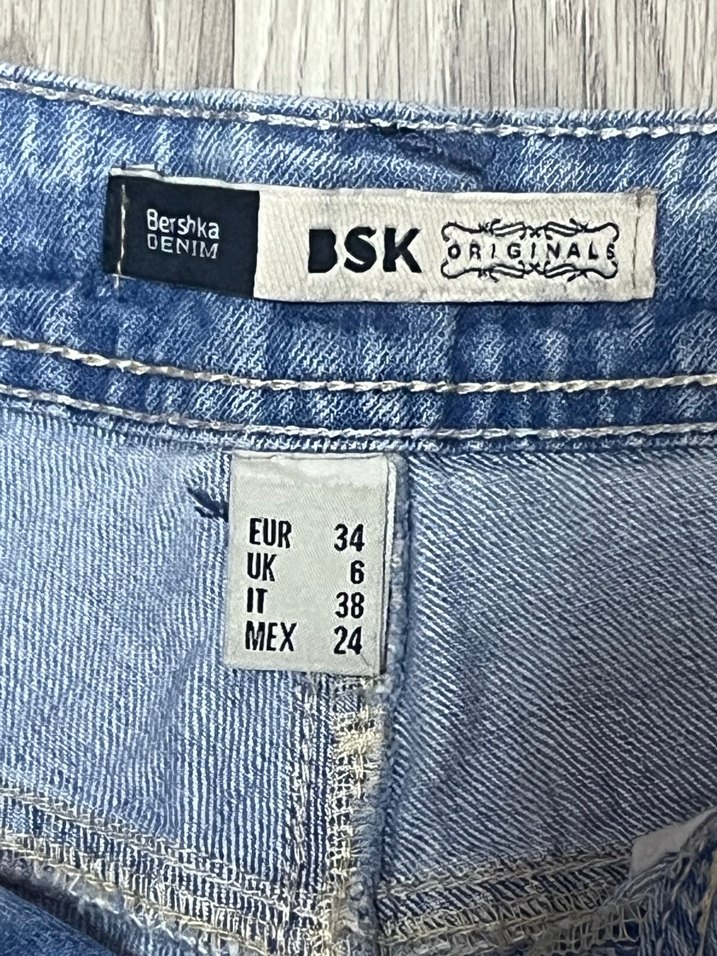 Bershka
DENIM
BSK ORIGINALS
EUR 34
UK 6
IT 38
MEX 24